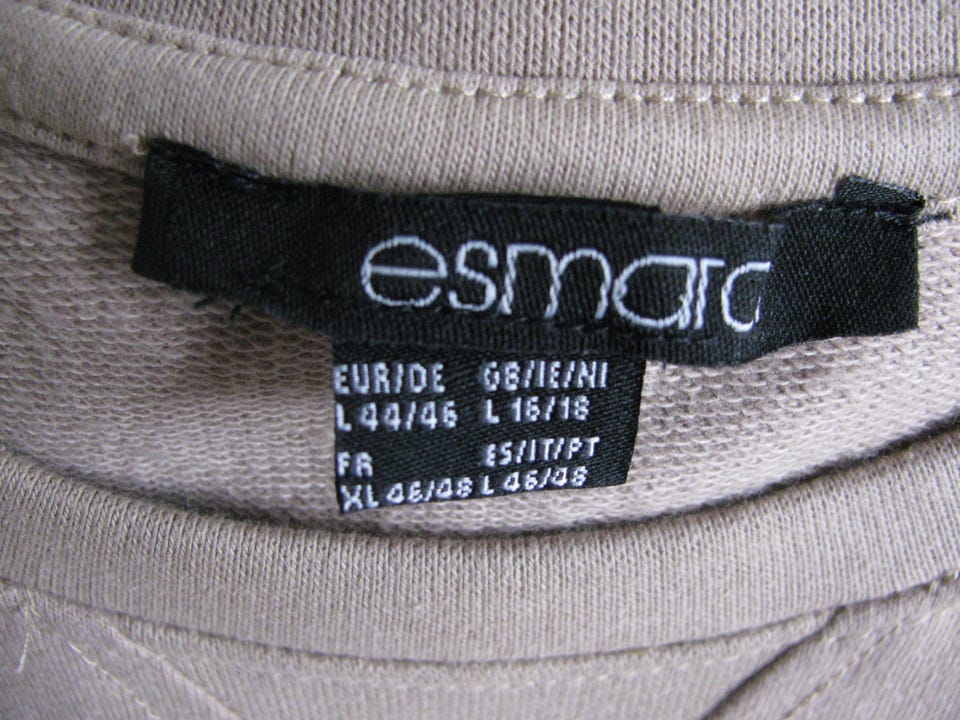 esmara
EUR/DE GB/IE/NI
L 44/46 L 16/18
FR ES/IT/PT
XL 46/48 L 46/48